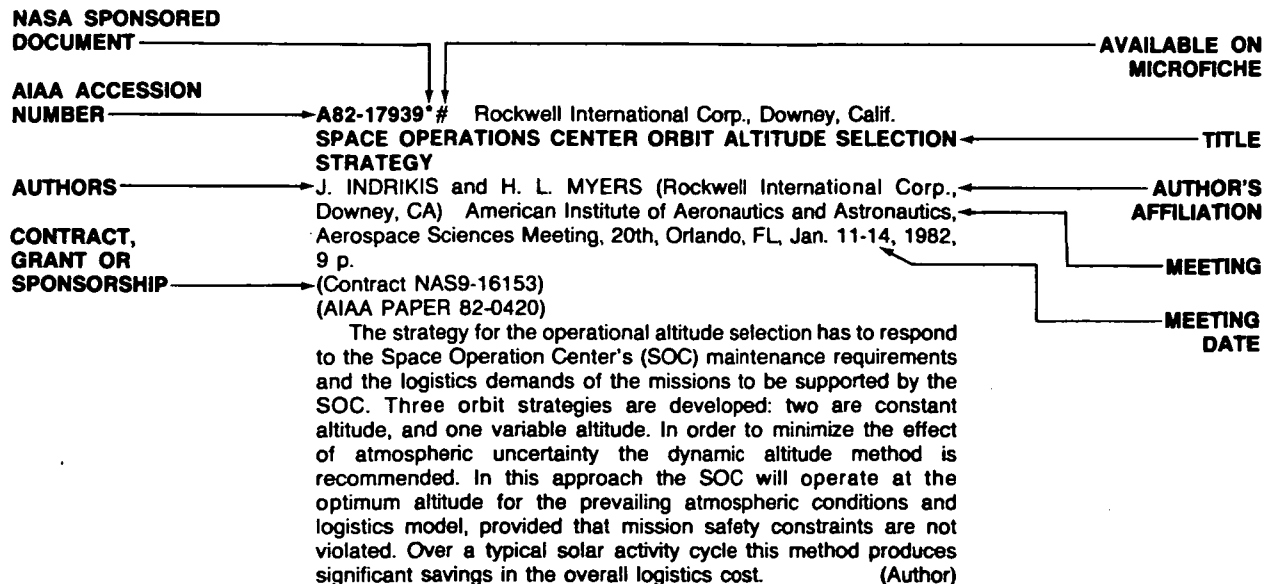 NASA SPONSORED
DOCUMENT
AVAILABLE ON
MICROFICHE
AIAA ACCESSION
NUMBER
A82-17939*# Rockwell International Corp., Downey, Calif.
SPACE OPERATIONS CENTER ORBIT ALTITUDE SELECTION
STRATEGY
TITLE
AUTHORS
J. INDRIKIS and H. L. MYERS (Rockwell International Corp.,
Downey, CA) American Institute of Aeronautics and Astronautics,
Aerospace Sciences Meeting, 20th, Orlando, FL, Jan. 11-14, 1982,
9 p.
AUTHOR'S
AFFILIATION
CONTRACT,
GRANT OR
SPONSORSHIP
MEETING
(Contract NAS9-16153)
(AIAA PAPER 82-0420)
MEETING
DATE
The strategy for the operational altitude selection has to respond
to the Space Operation Center's (SOC) maintenance requirements
and the logistics demands of the missions to be supported by the
SOC. Three orbit strategies are developed: two are constant
altitude, and one variable altitude. In order to minimize the effect
of atmospheric uncertainty the dynamic altitude method is
recommended. In this approach the SOC will operate at the
optimum altitude for the prevailing atmospheric conditions and
logistics model, provided that mission safety constraints are not
violated. Over a typical solar activity cycle this method produces
significant savings in the overall logistics cost. (Author)